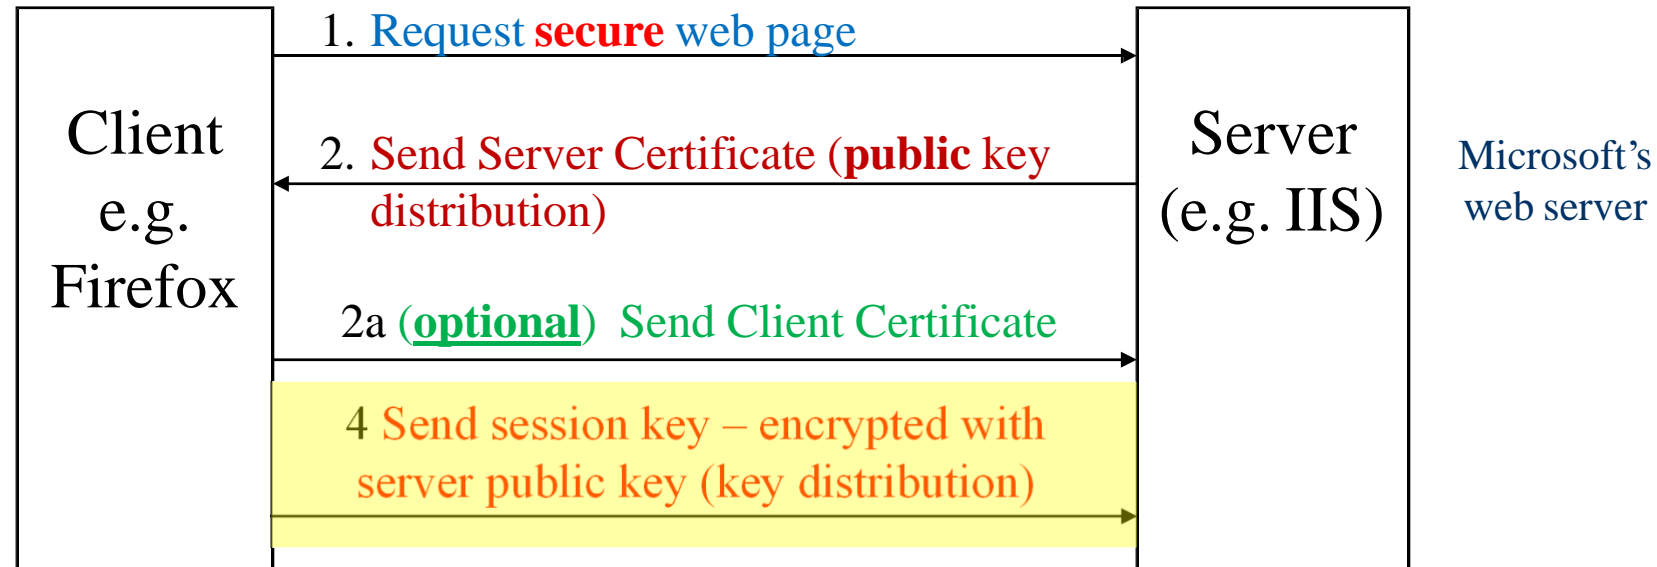 1. Request secure web page
Client
e.g.
Firefox
2. Send Server Certificate (public key
distribution)
Server
(e.g. IIS)
Microsoft’s
web server
2a (optional) Send Client Certificate
4 Send session key – encrypted with
server public key (key distribution)